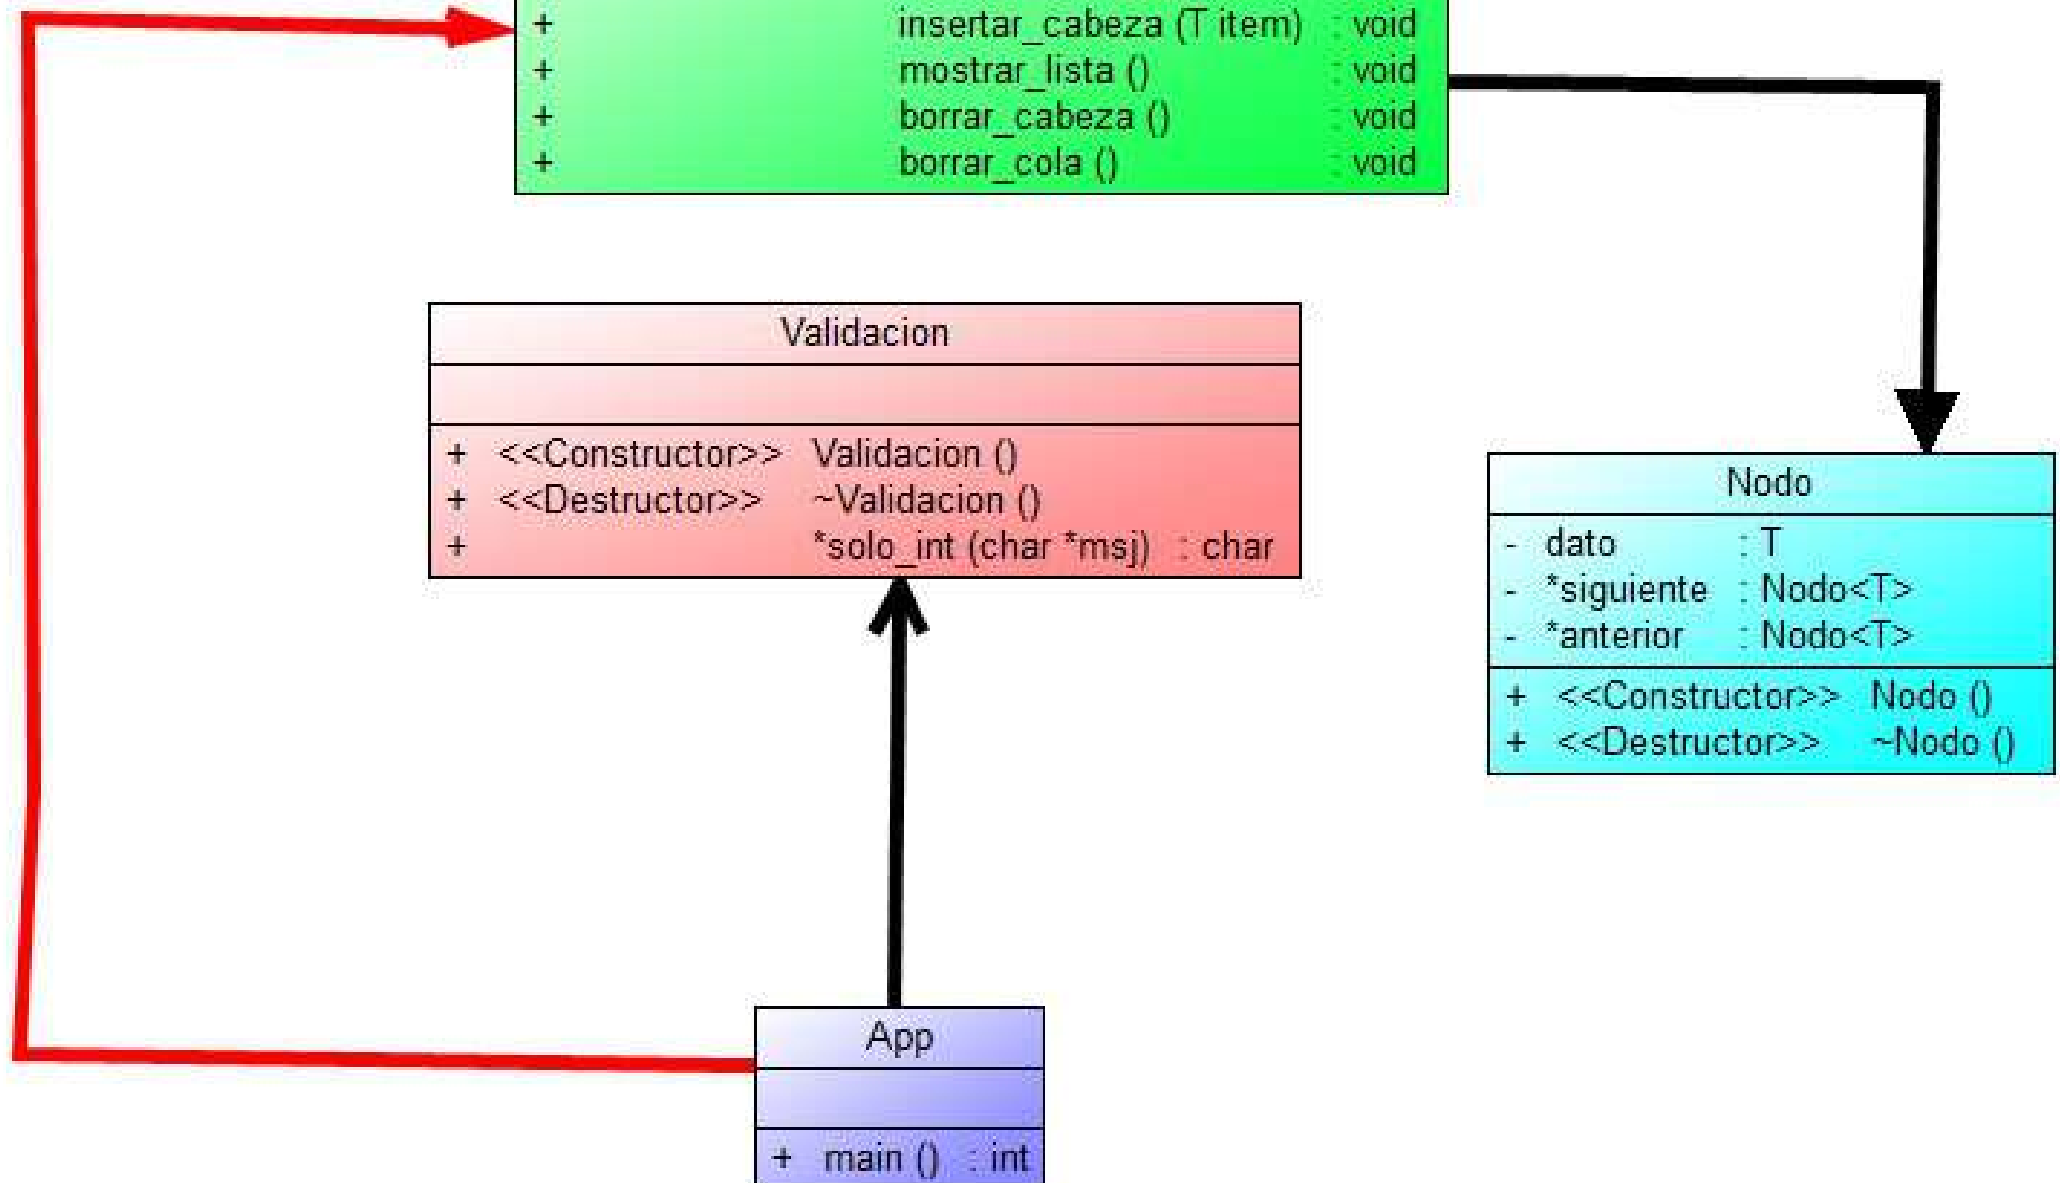 + insertar_cabeza (T item) : void
+ mostrar_lista () : void
+ borrar_cabeza () : void
+ borrar_cola () : void
Validacion
+ <<Constructor>> Validacion ()
+ <<Destructor>> ~Validacion ()
+ *solo_int (char *msj) : char
Nodo
- dato : T
- *siguiente : Nodo<T>
- *anterior : Nodo<T>
+ <<Constructor>> Nodo ()
+ <<Destructor>> ~Nodo ()
App
+ main () : int